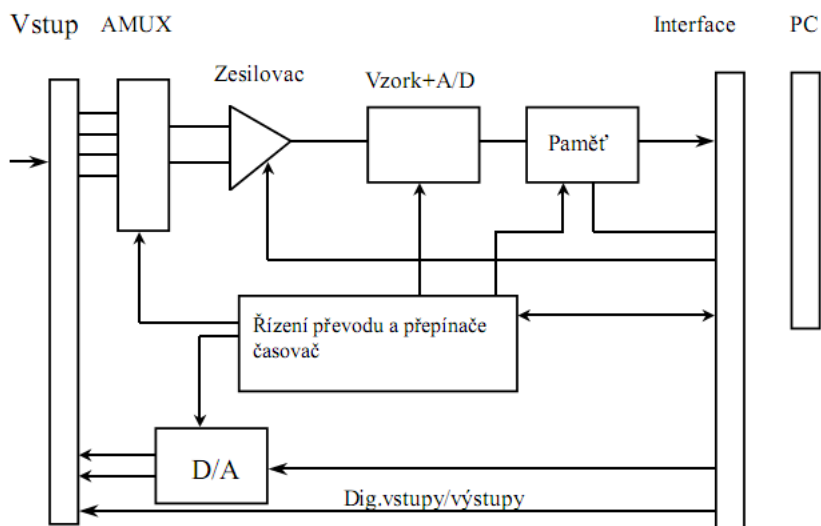 Vstup AMUX Interface PC
Zesilovac Vzork+A/D
Paměť
Řízení převodu a přepínače
časovač
D/A
Dig.vstupy/výstupy